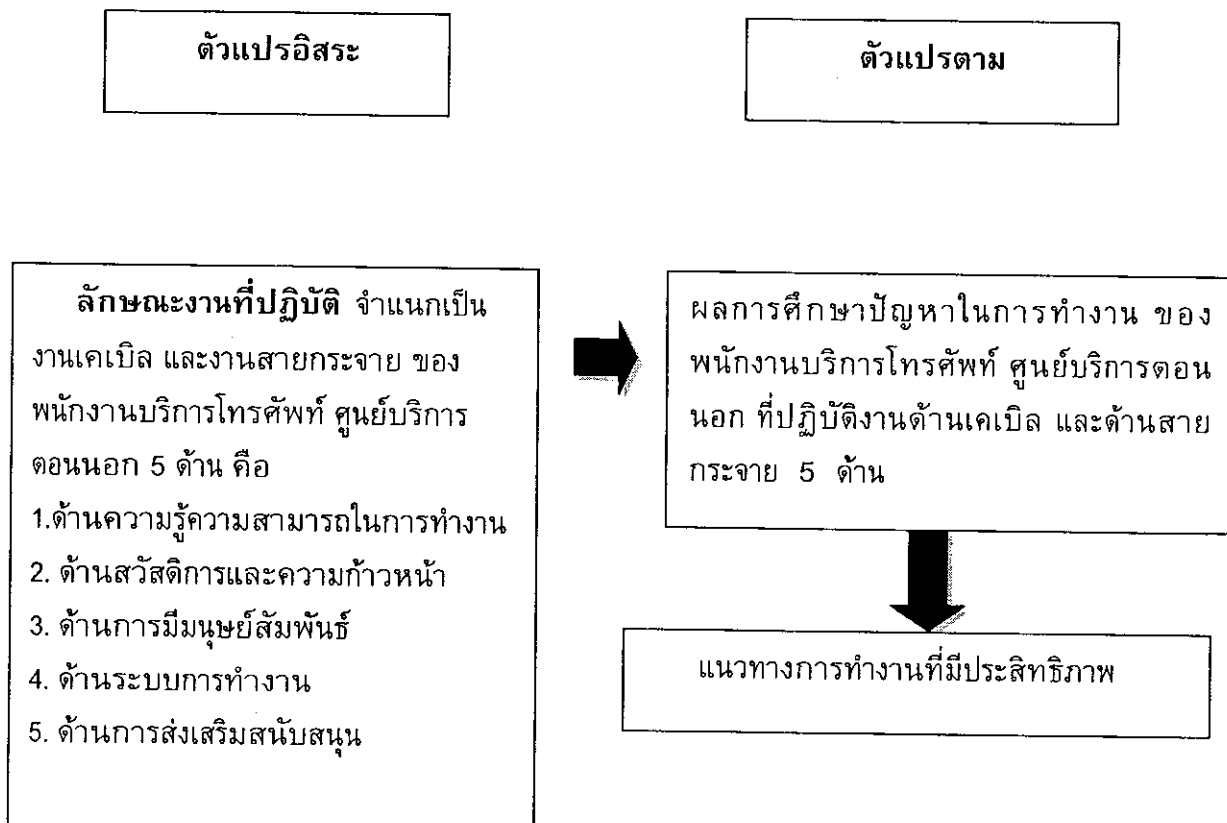 ตัวแปรอิสระ
ตัวแปรตาม
ลักษณะงานที่ปฏิบัติ จำแนกเป็น
งานเคเบิล และงานสายกระจาย ของ
พนักงานบริการโทรศัพท์ ศูนย์บริการ
ตอนนอก 5 ด้าน คือ
1.ด้านความรู้ความสามารถในการทำงาน
2. ด้านสวัสดิการและความก้าวหน้า
3. ด้านการมีมนุษย์สัมพันธ์
4. ด้านระบบการทำงาน
5. ด้านการส่งเสริมสนับสนุน
ผลการศึกษาปัญหาในการทำงาน ของ
พนักงานบริการโทรศัพท์ ศูนย์บริการตอน
นอก ที่ปฏิบัติงานด้านเคเบิล และด้านสาย
กระจาย 5 ด้าน
แนวทางการทำงานที่มีประสิทธิภาพ